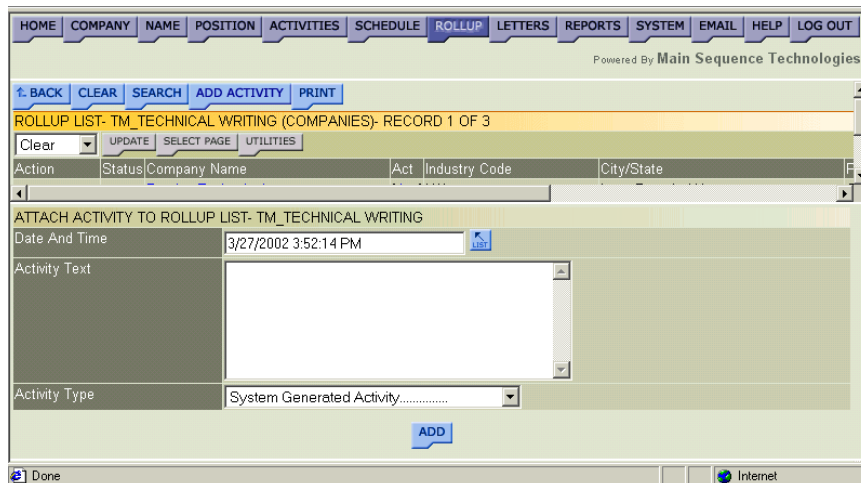 HOME COMPANY NAME POSITION ACTIVITIES SCHEDULE ROLLUP LETTERS REPORTS SYSTEM EMAIL HELP LOG OUT
Powered By Main Sequence Technologies
BACK CLEAR SEARCH ADD ACTIVITY PRINT
ROLLUP LIST- TM_TECHNICAL WRITING (COMPANIES)- RECORD 1 OF 3
Clear UPDATE SELECT PAGE UTILITIES
Action Status Company Name Act Industry Code City/State
ATTACH ACTIVITY TO ROLLUP LIST- TM_TECHNICAL WRITING
Date And Time 3/27/2002 3:52:14 PM LIST
Activity Text
Activity Type System Generated Activity..............
ADD
Done Internet